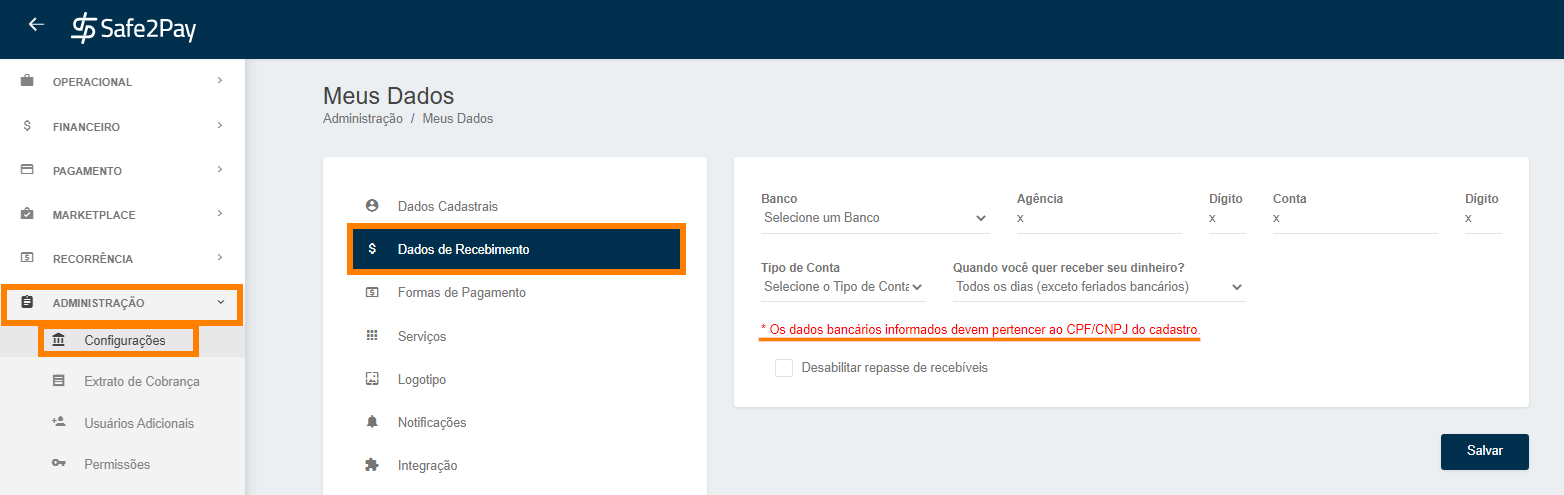 Safe2Pay
OPERACIONAL
FINANCEIRO
PAGAMENTO
MARKETPLACE
RECORRÊNCIA
ADMINISTRAÇÃO
Configurações
Extrato de Cobrança
Usuários Adicionais
Permissões
Meus Dados
Administração / Meus Dados
Dados Cadastrais
Dados de Recebimento
Formas de Pagamento
Serviços
Logotipo
Notificações
Integração
Banco Agência Dígito Conta Dígito
Selecione um Banco x x x x
Tipo de Conta Quando você quer receber seu dinheiro?
Selecione o Tipo de Conta Todos os dias (exceto feriados bancários)
* Os dados bancários informados devem pertencer ao CPF/CNPJ do cadastro.
Desabilitar repasse de recebíveis
Salvar